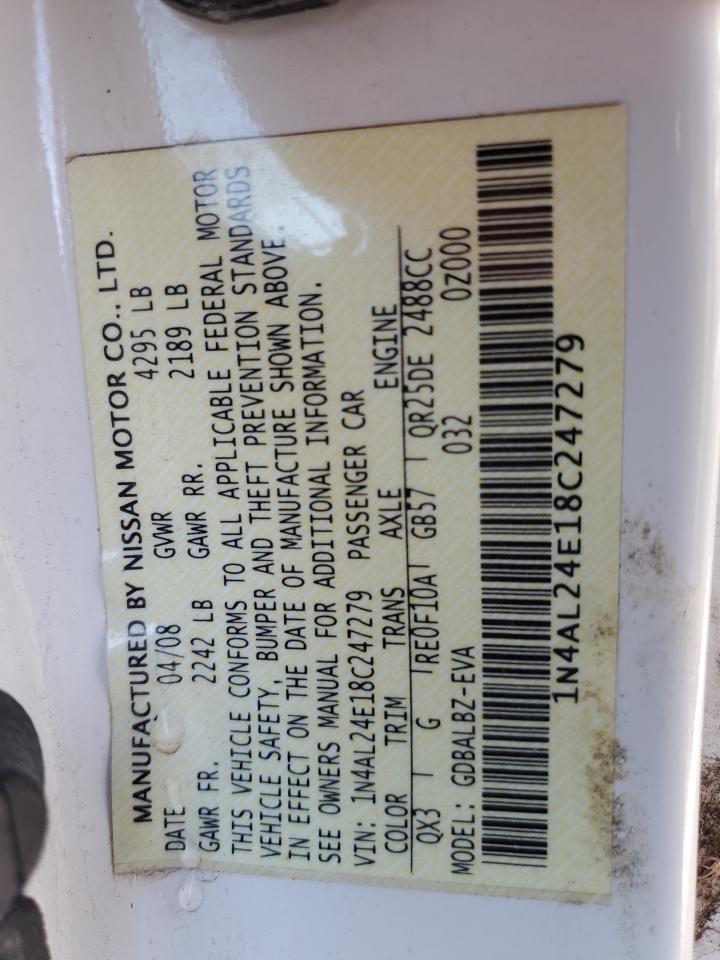 MANUFACTURED BY NISSAN MOTOR CO., LTD.
DATE 04/08 GVWR 4295 LB
GAWR FR. 2242 LB GAWR RR. 2189 LB
THIS VEHICLE CONFORMS TO ALL APPLICABLE FEDERAL MOTOR
VEHICLE SAFETY, BUMPER AND THEFT PREVENTION STANDARDS
IN EFFECT ON THE DATE OF MANUFACTURE SHOWN ABOVE.
SEE OWNERS MANUAL FOR ADDITIONAL INFORMATION.
VIN: 1N4AL24E18C247279 PASSENGER CAR
COLOR TRIM TRANS AXLE ENGINE
QX3 G RE0F10A GB57 QR25DE 2488CC
MODEL: GDBALBZ-EVA 032 0Z000
1N4AL24E18C247279